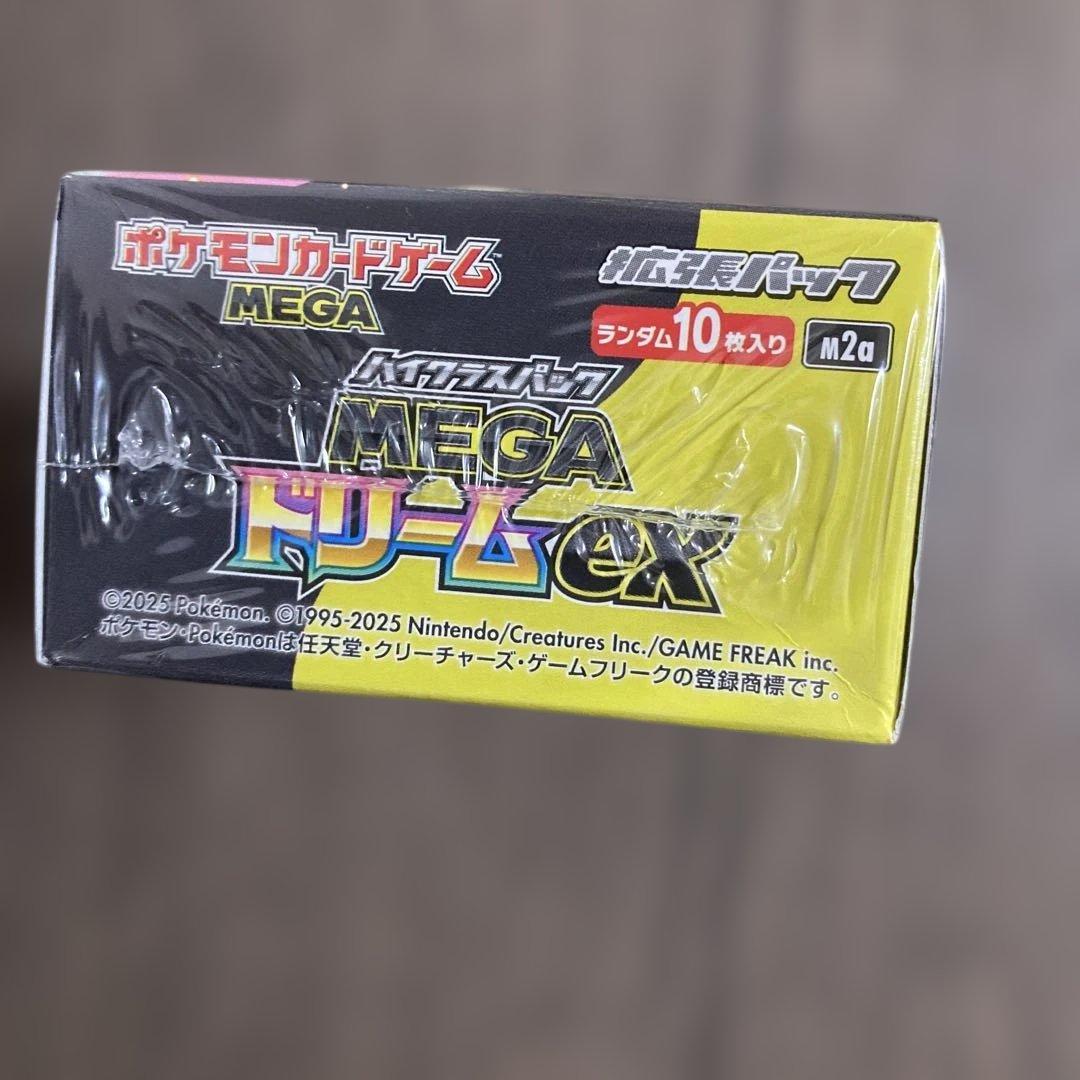 ポケモンカードゲーム™
MEGA
拡張パック
ランダム10枚入り
M2a
ハイクラスパック
MEGA
ドリームex
©2025 Pokémon. ©1995-2025 Nintendo/Creatures Inc./GAME FREAK inc.
ポケモン・Pokémonは任天堂・クリーチャーズ・ゲームフリークの登録商標です。